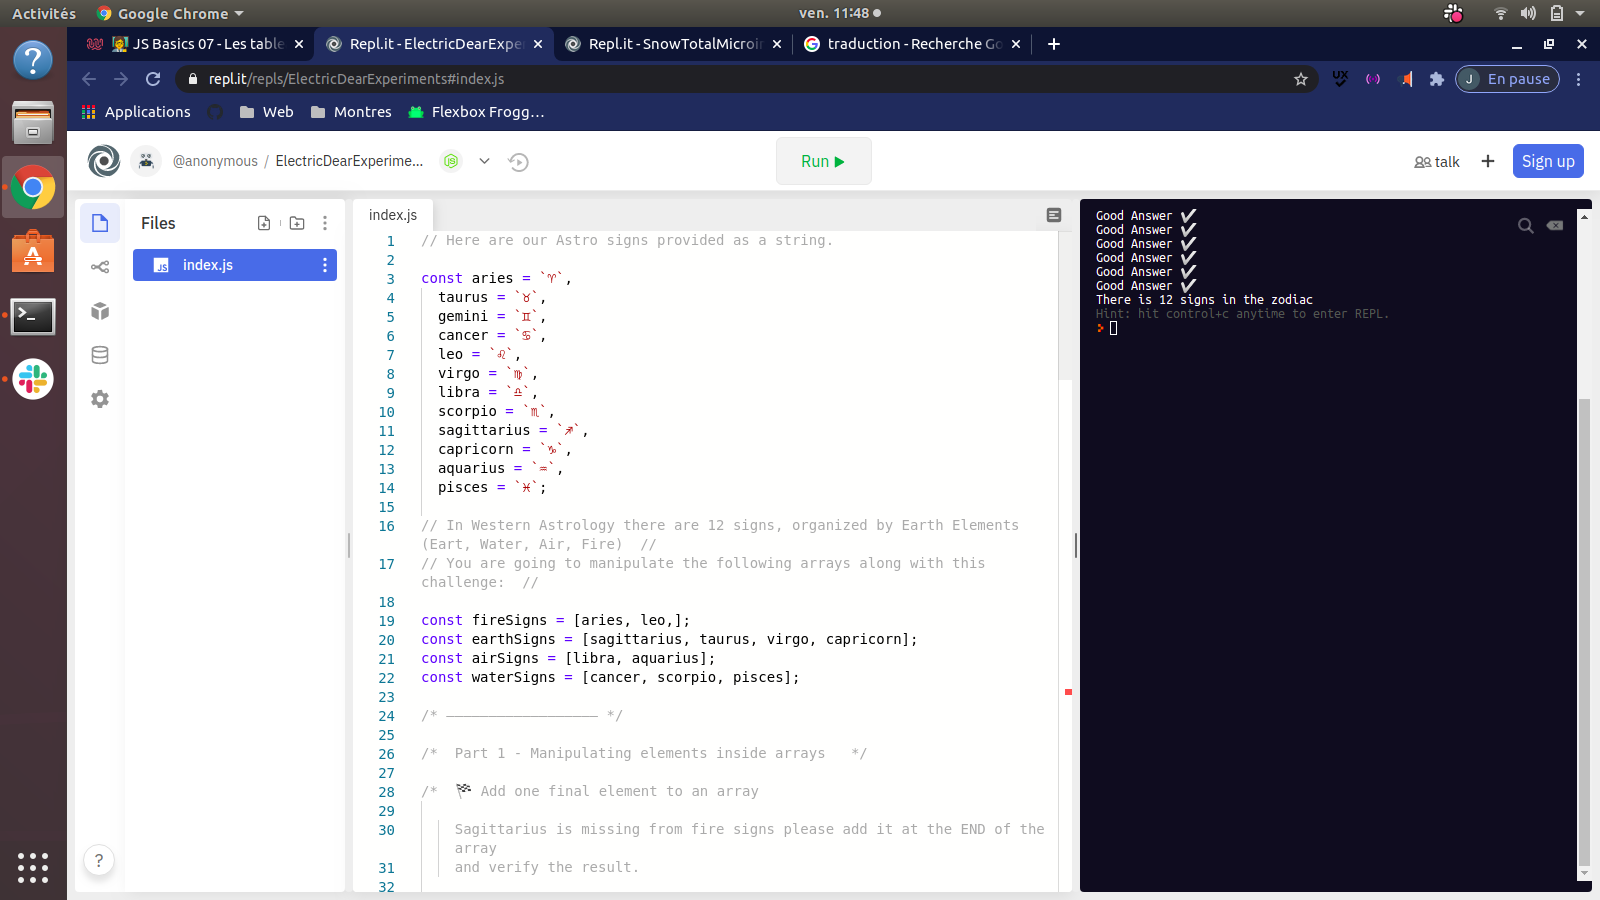 Activités
Google Chrome
ven. 11:48
JS Basics 07 - Les table
Repl.it - ElectricDearExpe
Repl.it - SnowTotalMicroi
traduction - Recherche Go
repl.it/repls/ElectricDearExperiments#index.js
UX
J En pause
Applications
Web
Montres
Flexbox Frogg...
@anonymous / ElectricDearExperime...
Run
talk
Sign up
Files
JS index.js
index.js
1 // Here are our Astro signs provided as a string.
2
3 const aries = `♈`,
4 taurus = `♉`,
5 gemini = `♊`,
6 cancer = `♋`,
7 leo = `♌`,
8 virgo = `♍`,
9 libra = `♎`,
10 scorpio = `♏`,
11 sagittarius = `♐`,
12 capricorn = `♑`,
13 aquarius = `♒`,
14 pisces = `♓`;
15
16 // In Western Astrology there are 12 signs, organized by Earth Elements
(Eart, Water, Air, Fire) //
17 // You are going to manipulate the following arrays along with this
challenge: //
18
19 const fireSigns = [aries, leo,];
20 const earthSigns = [sagittarius, taurus, virgo, capricorn];
21 const airSigns = [libra, aquarius];
22 const waterSigns = [cancer, scorpio, pisces];
23
24 /* —————————————————— */
25
26 /* Part 1 - Manipulating elements inside arrays */
27
28 /* 🏁 Add one final element to an array
29
30 Sagittarius is missing from fire signs please add it at the END of the
array
31 and verify the result.
32
?
Good Answer ✔
Good Answer ✔
Good Answer ✔
Good Answer ✔
Good Answer ✔
Good Answer ✔
There is 12 signs in the zodiac
Hint: hit control+c anytime to enter REPL.
>